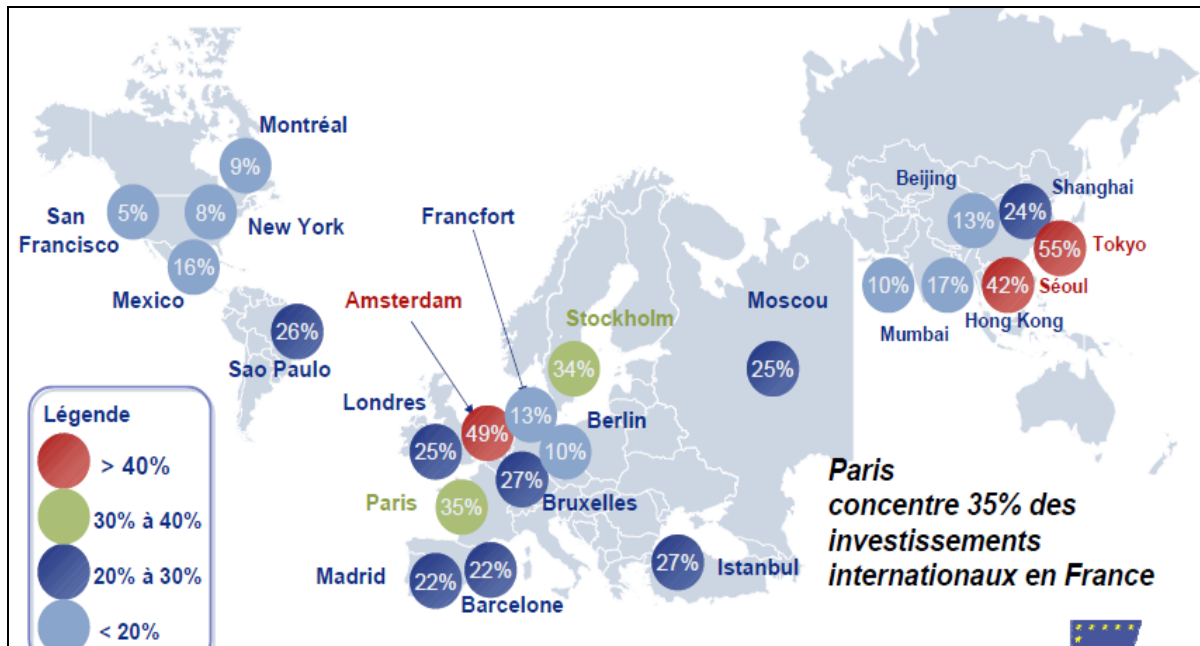 Montréal
9%
San
Francisco
5%
8%
New York
16%
Mexico
26%
Sao Paulo
Francfort
Amsterdam
Stockholm
34%
Londres
25%
49%
13%
Berlin
10%
27%
Bruxelles
Paris
35%
Madrid
22%
22%
Barcelone
27%
Istanbul
Moscou
25%
Beijing
13%
Shanghai
24%
55%
Tokyo
10%
17%
42%
Séoul
Mumbai
Hong Kong
Légende
> 40%
30% à 40%
20% à 30%
< 20%
Paris
concentre 35% des
investissements
internationaux en France